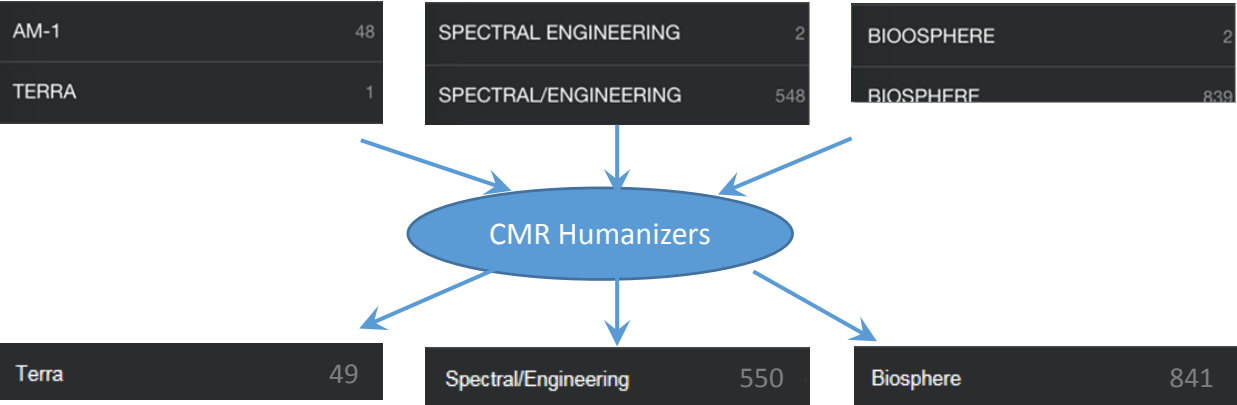 AM-1 48
TERRA 1
SPECTRAL ENGINEERING 2
SPECTRAL/ENGINEERING 548
BIOOSPHERE 2
BIOSPHERE 839
CMR Humanizers
Terra 49
Spectral/Engineering 550
Biosphere 841